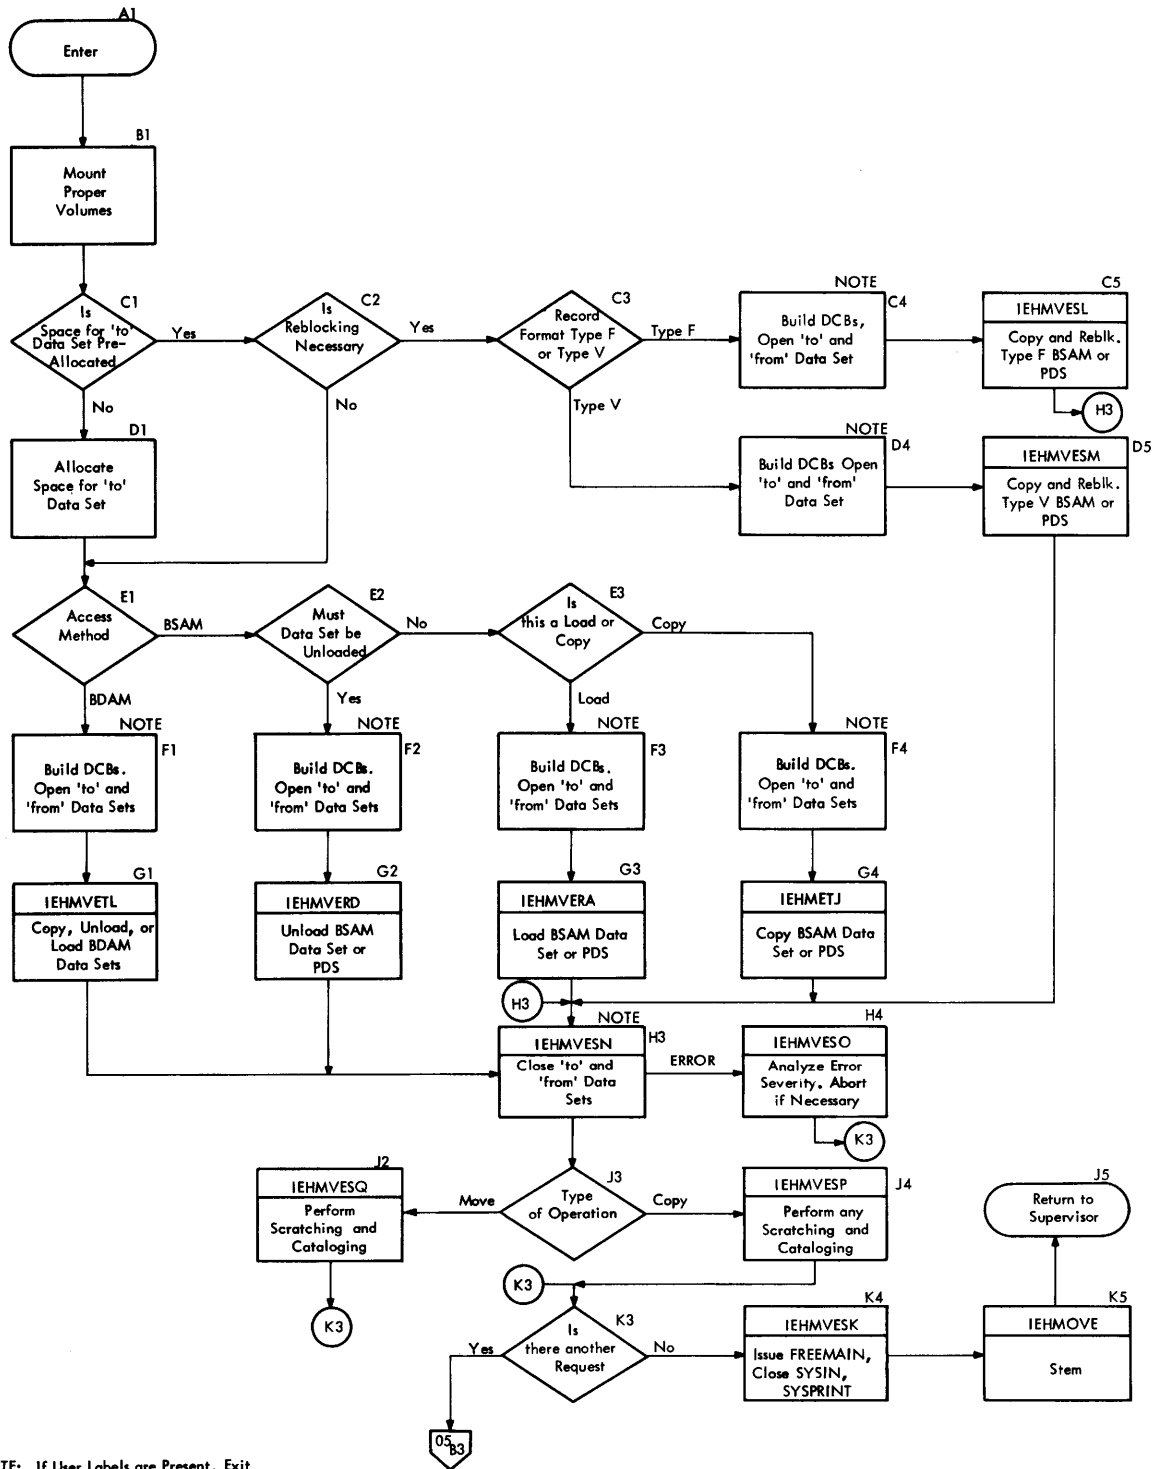 A1
Enter
B1
Mount
Proper
Volumes
C1
Is
Space for 'to'
Data Set Pre-
Allocated
Yes
No
C2
Is
Reblocking
Necessary
Yes
No
C3
Record
Format Type F
or Type V
Type F
Type V
NOTE
C4
Build DCBs,
Open 'to' and
'from' Data Set
C5
IEHMVESL
Copy and Reblk.
Type F BSAM or
PDS
H3
D1
Allocate
Space for 'to'
Data Set
NOTE
D4
Build DCBs Open
'to' and 'from'
Data Set
D5
IEHMVESM
Copy and Reblk.
Type V BSAM or
PDS
E1
Access
Method
BSAM
BDAM
E2
Must
Data Set be
Unloaded
No
Yes
E3
Is
this a Load or
Copy
Copy
Load
NOTE
F1
Build DCBs.
Open 'to' and
'from' Data Sets
NOTE
F2
Build DCBs.
Open 'to' and
'from' Data Sets
NOTE
F3
Build DCBs.
Open 'to' and
'from' Data Sets
NOTE
F4
Build DCBs.
Open 'to' and
'from' Data Sets
G1
IEHMVETL
Copy, Unload, or
Load BDAM
Data Sets
G2
IEHMVERD
Unload BSAM
Data Set or
PDS
G3
IEHMVERA
Load BSAM Data
Set or PDS
G4
IEHMETJ
Copy BSAM Data
Set or PDS
H3
NOTE
H3
IEHMVESN
Close 'to' and
'from' Data
Sets
ERROR
H4
IEHMVESO
Analyze Error
Severity. Abort
if Necessary
K3
J2
IEHMVESQ
Perform
Scratching and
Cataloging
K3
J3
Type
of Operation
Move
Copy
J4
IEHMVESP
Perform any
Scratching and
Cataloging
J5
Return to
Supervisor
K3
K3
Is
there another
Request
Yes
No
K4
IEHMVESK
Issue FREEMAIN,
Close SYSIN,
SYSPRINT
K5
IEHMOVE
Stem
05
B3
TE: If User Labels are Present, Exit